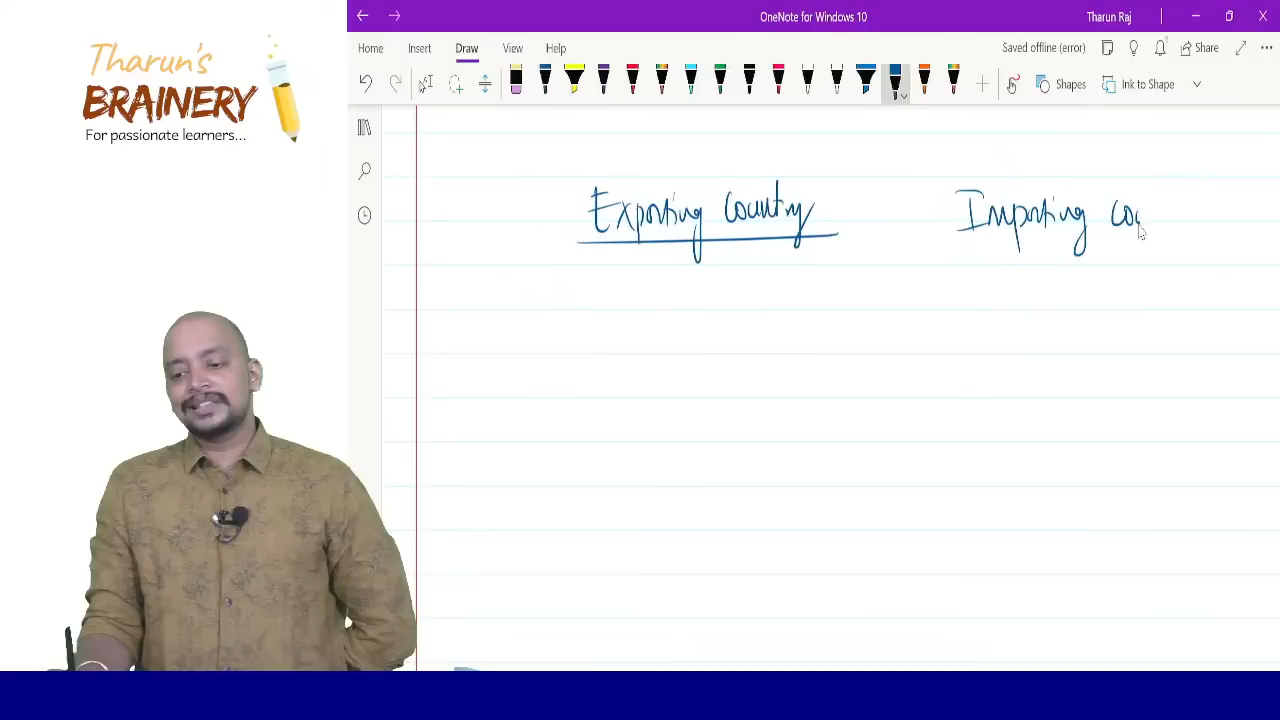 OneNote for Windows 10
Tharun Raj
Home Insert Draw View Help
Saved offline (error)
Share
Shapes
Ink to Shape
Tharun's
BRAINERY
For passionate learners...
Exporting Country Importing cou